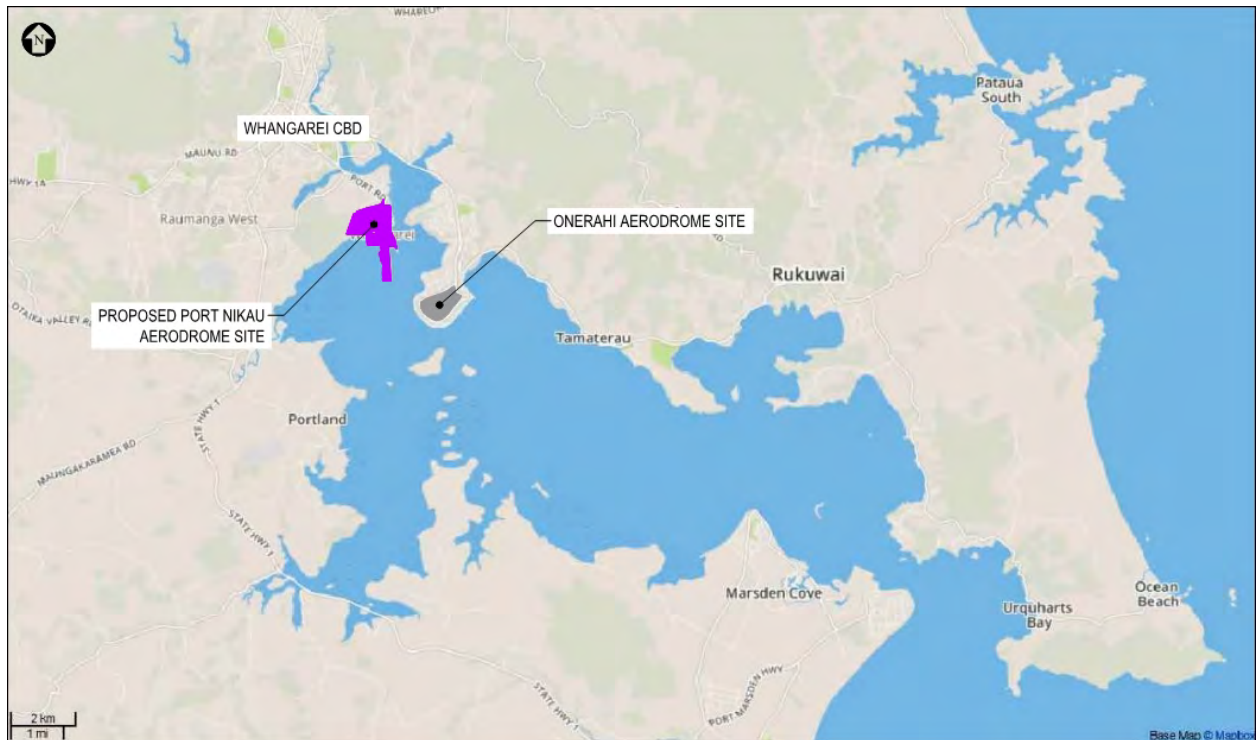 WHAREO
N
WHANGAREI CBD
MAUNU RD
HWY 1A
PORT RD
Raumanga West
Pataua
South
ONERAHI AERODROME SITE
Rukuwai
PROPOSED PORT NIKAU
AERODROME SITE
OTAIKA VALLEY RD
Tamaterau
Portland
STATE HWY 1
MAUNGAKARAMEA RD
STATE HWY 1
Marsden Cove
Ocean
Beach
Urquharts
Bay
STATE HWY 1
PORT MARSDEN HWY
2 km
1 mi
Base Map © Mapbox